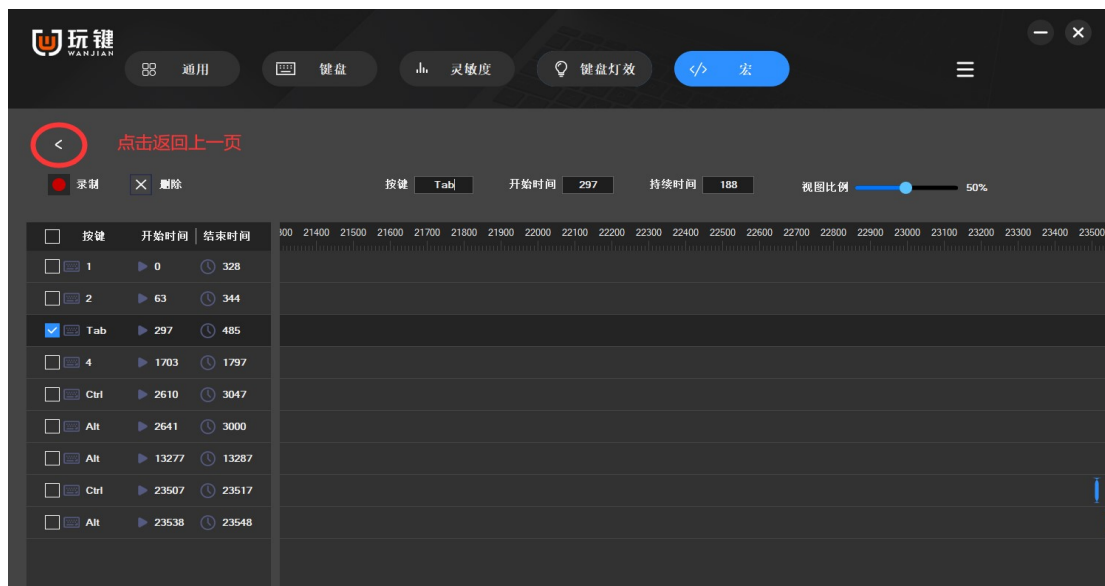 玩键
WANJIAN
通用 键盘 灵敏度 键盘灯效 </> 宏
< 点击返回上一页
录制 删除 按键 Tab 开始时间 297 持续时间 188 视图比例 50%
按键 开始时间 结束时间 300 21400 21500 21600 21700 21800 21900 22000 22100 22200 22300 22400 22500 22600 22700 22800 22900 23000 23100 23200 23300 23400 23500
1 0 328
2 63 344
Tab 297 485
4 1703 1797
Ctrl 2610 3047
Alt 2641 3000
Alt 13277 13287
Ctrl 23507 23517
Alt 23538 23548